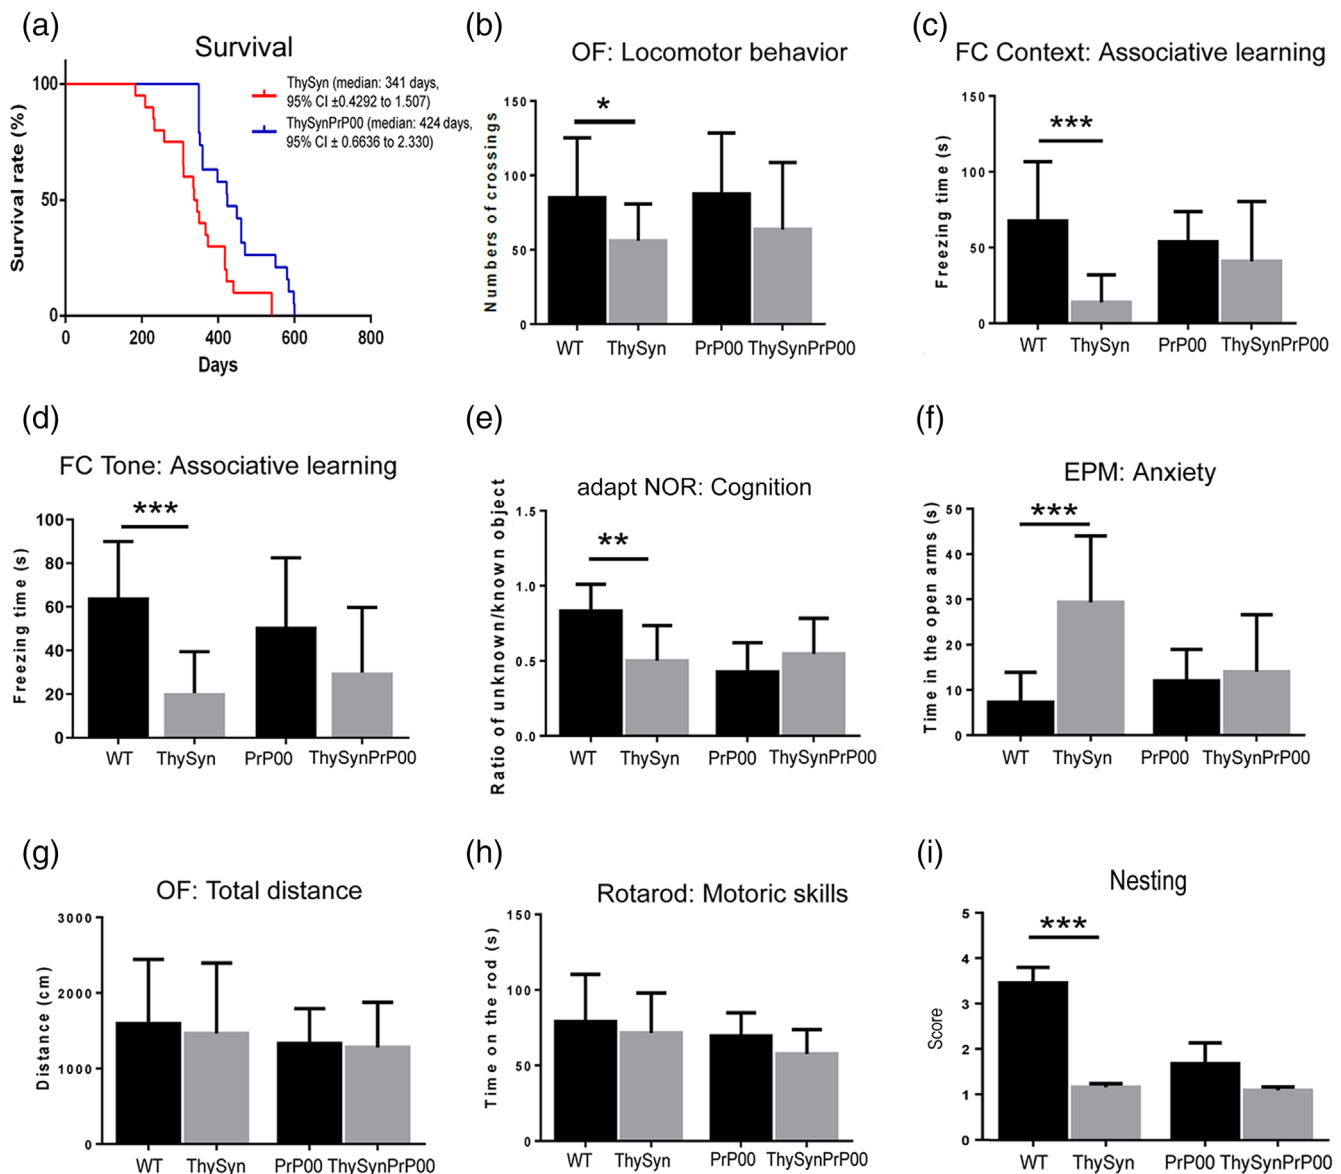 (a)
Survival
Survival rate (%)
100
50
0
ThySyn (median: 341 days,
95% CI ±0.4292 to 1.507)
ThySynPrP00 (median: 424 days,
95% CI ± 0.6636 to 2.330)
0 200 400 600 800
Days
(b)
OF: Locomotor behavior
Numbers of crossings
150
100
50
0
*
WT ThySyn PrP00 ThySynPrP00
(c)
FC Context: Associative learning
Freezing time (s)
150
100
50
0
***
WT ThySyn PrP00 ThySynPrP00
(d)
FC Tone: Associative learning
Freezing time (s)
100
80
60
40
20
0
***
WT ThySyn PrP00 ThySynPrP00
(e)
adapt NOR: Cognition
Ratio of unknown/known object
1.5
1.0
0.5
0.0
**
WT ThySyn PrP00 ThySynPrP00
(f)
EPM: Anxiety
Time in the open arms (s)
50
40
30
20
10
0
***
WT ThySyn PrP00 ThySynPrP00
(g)
OF: Total distance
Distance (cm)
3000
2000
1000
0
WT ThySyn PrP00 ThySynPrP00
(h)
Rotarod: Motoric skills
Time on the rod (s)
150
100
50
0
WT ThySyn PrP00 ThySynPrP00
(i)
Nesting
Score
5
4
3
2
1
0
***
WT ThySyn PrP00 ThySynPrP00